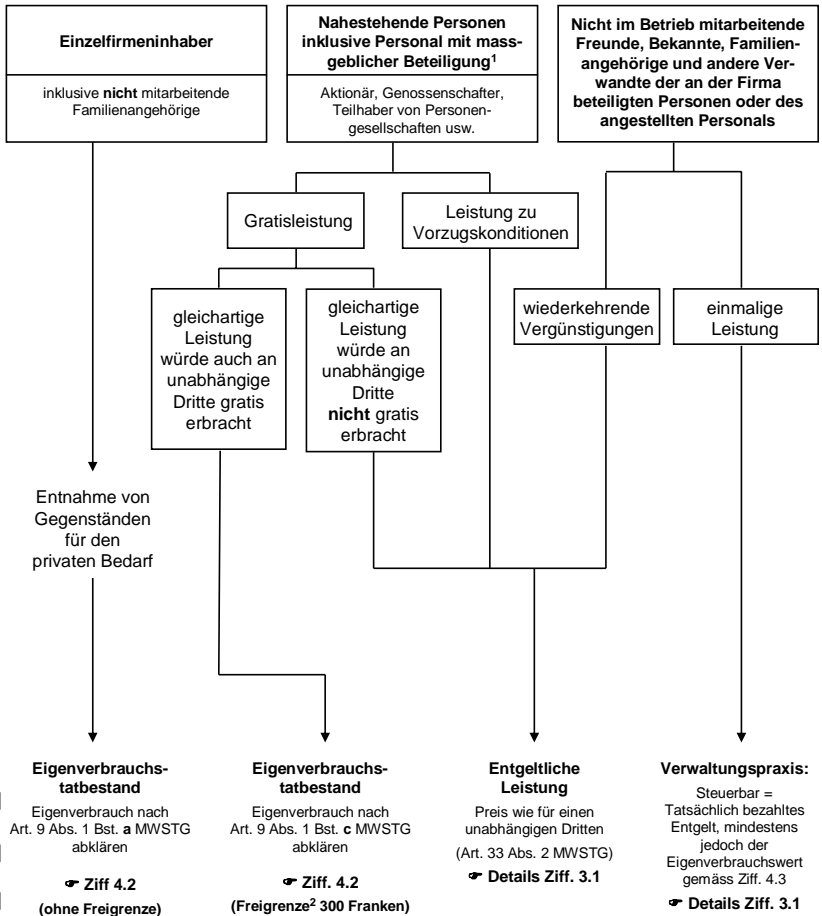 Einzelfirmeninhaber
inklusive nicht mitarbeitende
Familienangehörige
Nahestehende Personen
inklusive Personal mit mass-
geblicher Beteiligung¹
Aktionär, Genossenschafter,
Teilhaber von Personen-
gesellschaften usw.
Nicht im Betrieb mitarbeitende
Freunde, Bekannte, Familien-
angehörige und andere Ver-
wandte der an der Firma
beteiligten Personen oder des
angestellten Personals
Gratisleistung
Leistung zu
Vorzugskonditionen
gleichartige
Leistung
würde auch an
unabhängige
Dritte gratis
erbracht
gleichartige
Leistung
würde an
unabhängige
Dritte
nicht gratis
erbracht
wiederkehrende
Vergünstigungen
einmalige
Leistung
Entnahme von
Gegenständen
für den
privaten Bedarf
Eigenverbrauchs-
tatbestand
Eigenverbrauch nach
Art. 9 Abs. 1 Bst. a MWSTG
abklären
☛ Ziff 4.2
(ohne Freigrenze)
Eigenverbrauchs-
tatbestand
Eigenverbrauch nach
Art. 9 Abs. 1 Bst. c MWSTG
abklären
☛ Ziff. 4.2
(Freigrenze² 300 Franken)
Entgeltliche
Leistung
Preis wie für einen
unabhängigen Dritten
(Art. 33 Abs. 2 MWSTG)
☛ Details Ziff. 3.1
Verwaltungspraxis:
Steuerbar =
Tatsächlich bezahltes
Entgelt, mindestens
jedoch der
Eigenverbrauchswert
gemäss Ziff. 4.3
☛ Details Ziff. 3.1